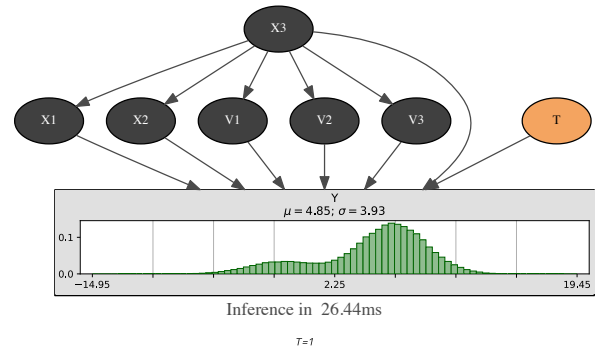 X3
X1 X2 V1 V2 V3 T
Y
μ = 4.85; σ = 3.93
0.1
0.0
−14.95 2.25 19.45
Inference in 26.44ms
T=1